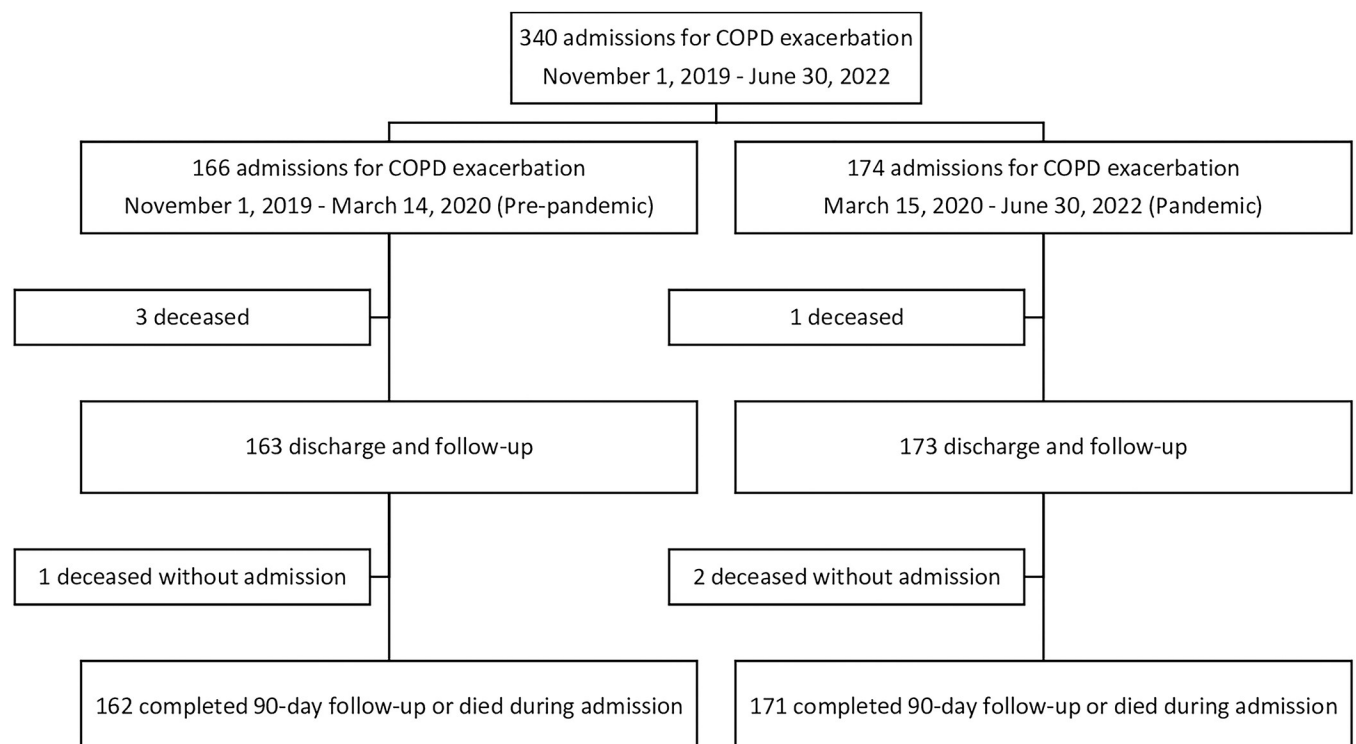 340 admissions for COPD exacerbation
November 1, 2019 - June 30, 2022
166 admissions for COPD exacerbation
November 1, 2019 - March 14, 2020 (Pre-pandemic)
174 admissions for COPD exacerbation
March 15, 2020 - June 30, 2022 (Pandemic)
3 deceased
1 deceased
163 discharge and follow-up
173 discharge and follow-up
1 deceased without admission
2 deceased without admission
162 completed 90-day follow-up or died during admission
171 completed 90-day follow-up or died during admission